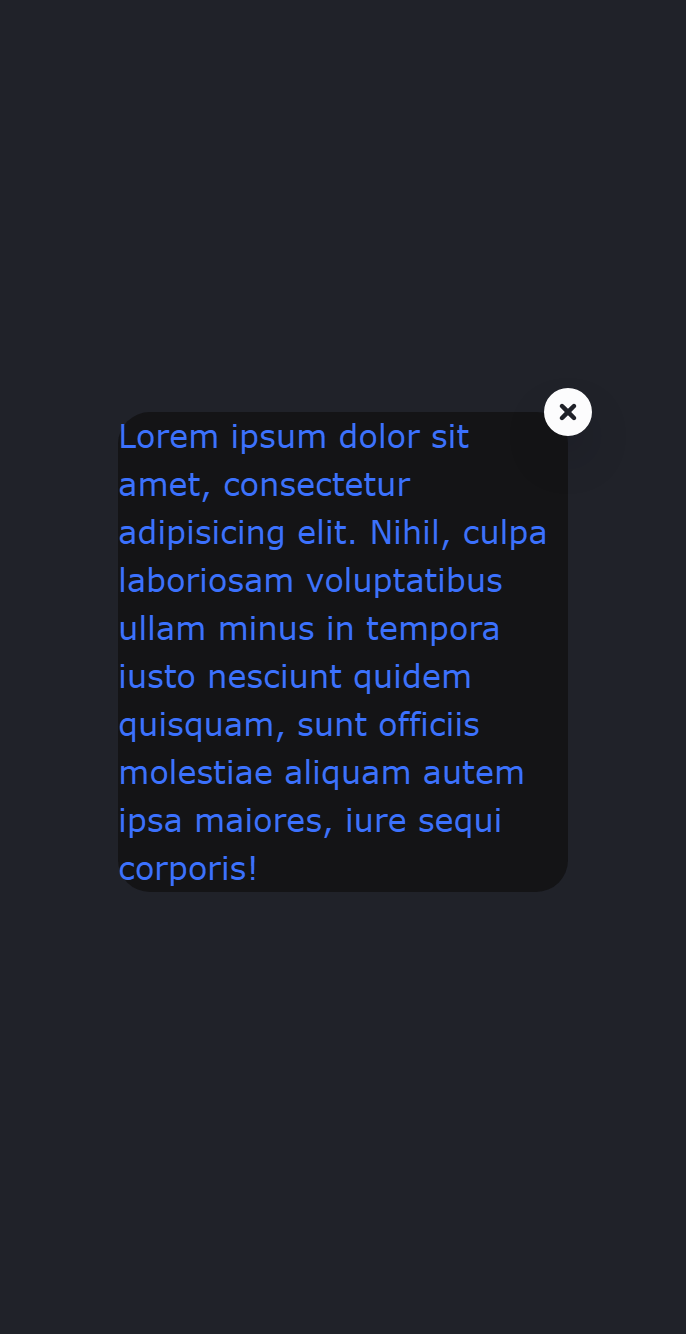 Lorem ipsum dolor sit
amet, consectetur
adipisicing elit. Nihil, culpa
laboriosam voluptatibus
ullam minus in tempora
iusto nesciunt quidem
quisquam, sunt officiis
molestiae aliquam autem
ipsa maiores, iure sequi
corporis!